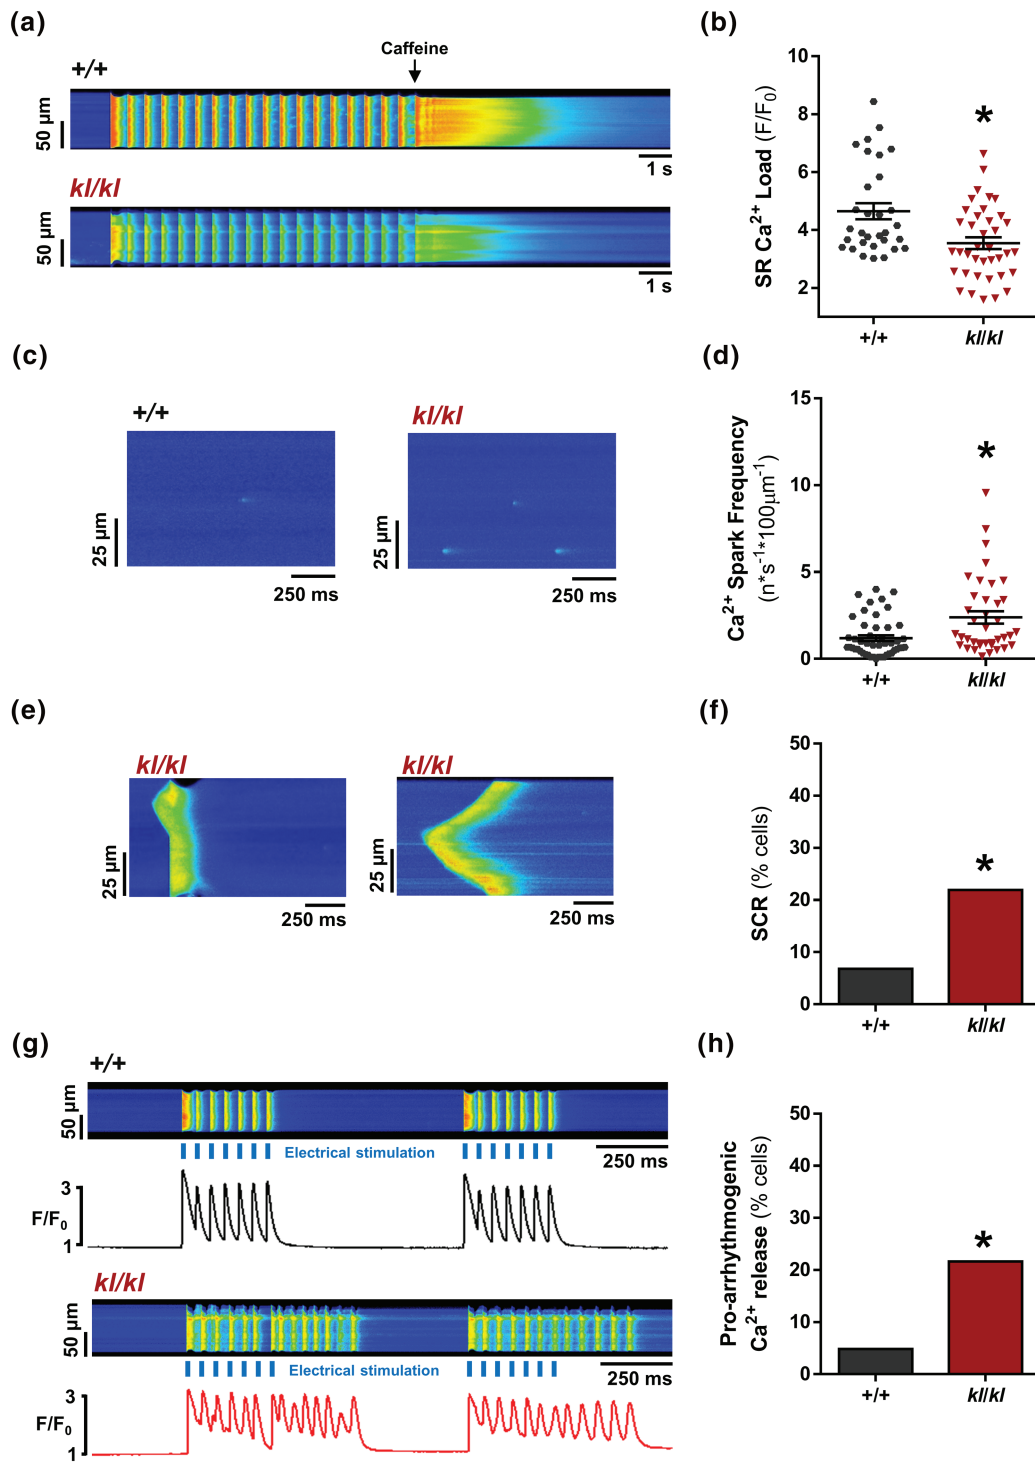 (a)
Caffeine
+/+
50 μm
1 s
kl/kl
50 μm
1 s
(b)
SR Ca2+ Load (F/F0)
10
8
6
4
2
*
+/+
kl/kl
(c)
+/+
25 μm
250 ms
kl/kl
25 μm
250 ms
(d)
Ca2+ Spark Frequency
(n*s-1*100μm-1)
15
10
5
0
*
+/+
kl/kl
(e)
kl/kl
25 μm
250 ms
kl/kl
25 μm
250 ms
(f)
SCR (% cells)
50
40
30
20
10
0
*
+/+
kl/kl
(g)
+/+
50 μm
Electrical stimulation
250 ms
3
F/F0
1
kl/kl
50 μm
Electrical stimulation
250 ms
3
F/F0
1
(h)
Pro-arrhythmogenic
Ca2+ release (% cells)
50
40
30
20
10
0
*
+/+
kl/kl